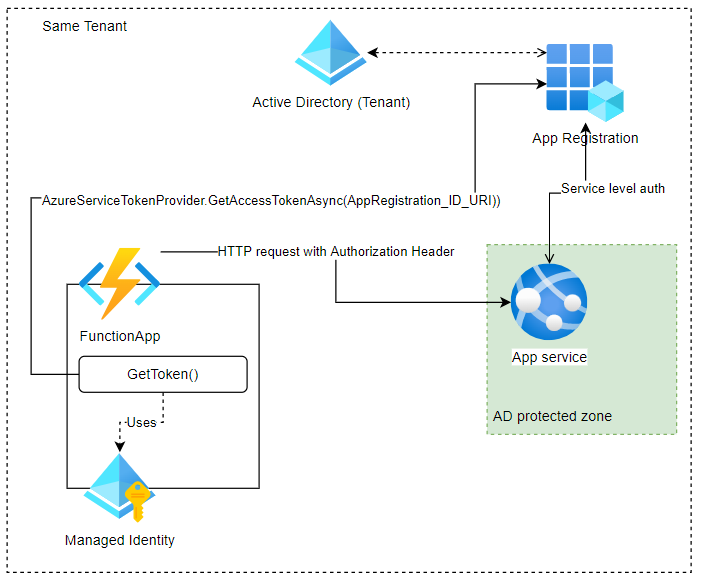 Same Tenant
Active Directory (Tenant)
App Registration
AzureServiceTokenProvider.GetAccessTokenAsync(AppRegistration_ID_URI))
Service level auth
HTTP request with Authorization Header
FunctionApp
App service
GetToken()
AD protected zone
Uses
Managed Identity